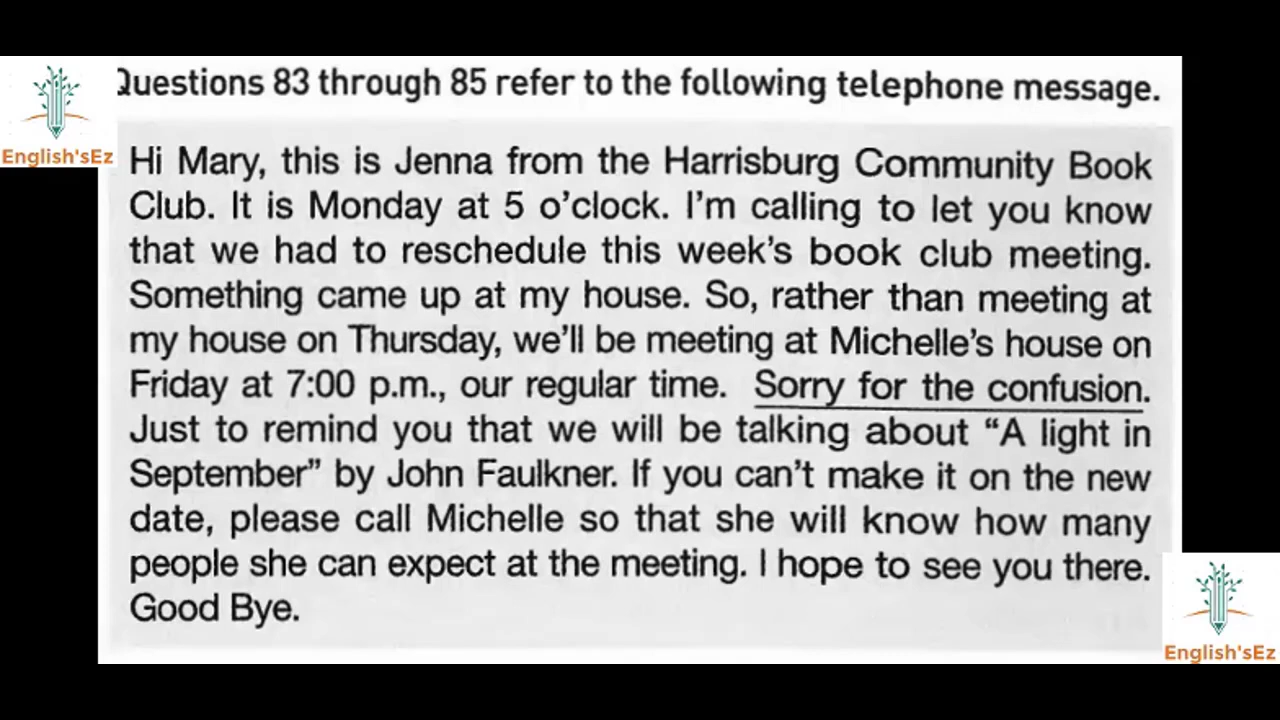 Questions 83 through 85 refer to the following telephone message.
English'sEz
Hi Mary, this is Jenna from the Harrisburg Community Book
Club. It is Monday at 5 o'clock. I'm calling to let you know
that we had to reschedule this week's book club meeting.
Something came up at my house. So, rather than meeting at
my house on Thursday, we'll be meeting at Michelle's house on
Friday at 7:00 p.m., our regular time. Sorry for the confusion.
Just to remind you that we will be talking about “A light in
September” by John Faulkner. If you can't make it on the new
date, please call Michelle so that she will know how many
people she can expect at the meeting. I hope to see you there.
Good Bye.
English'sEz